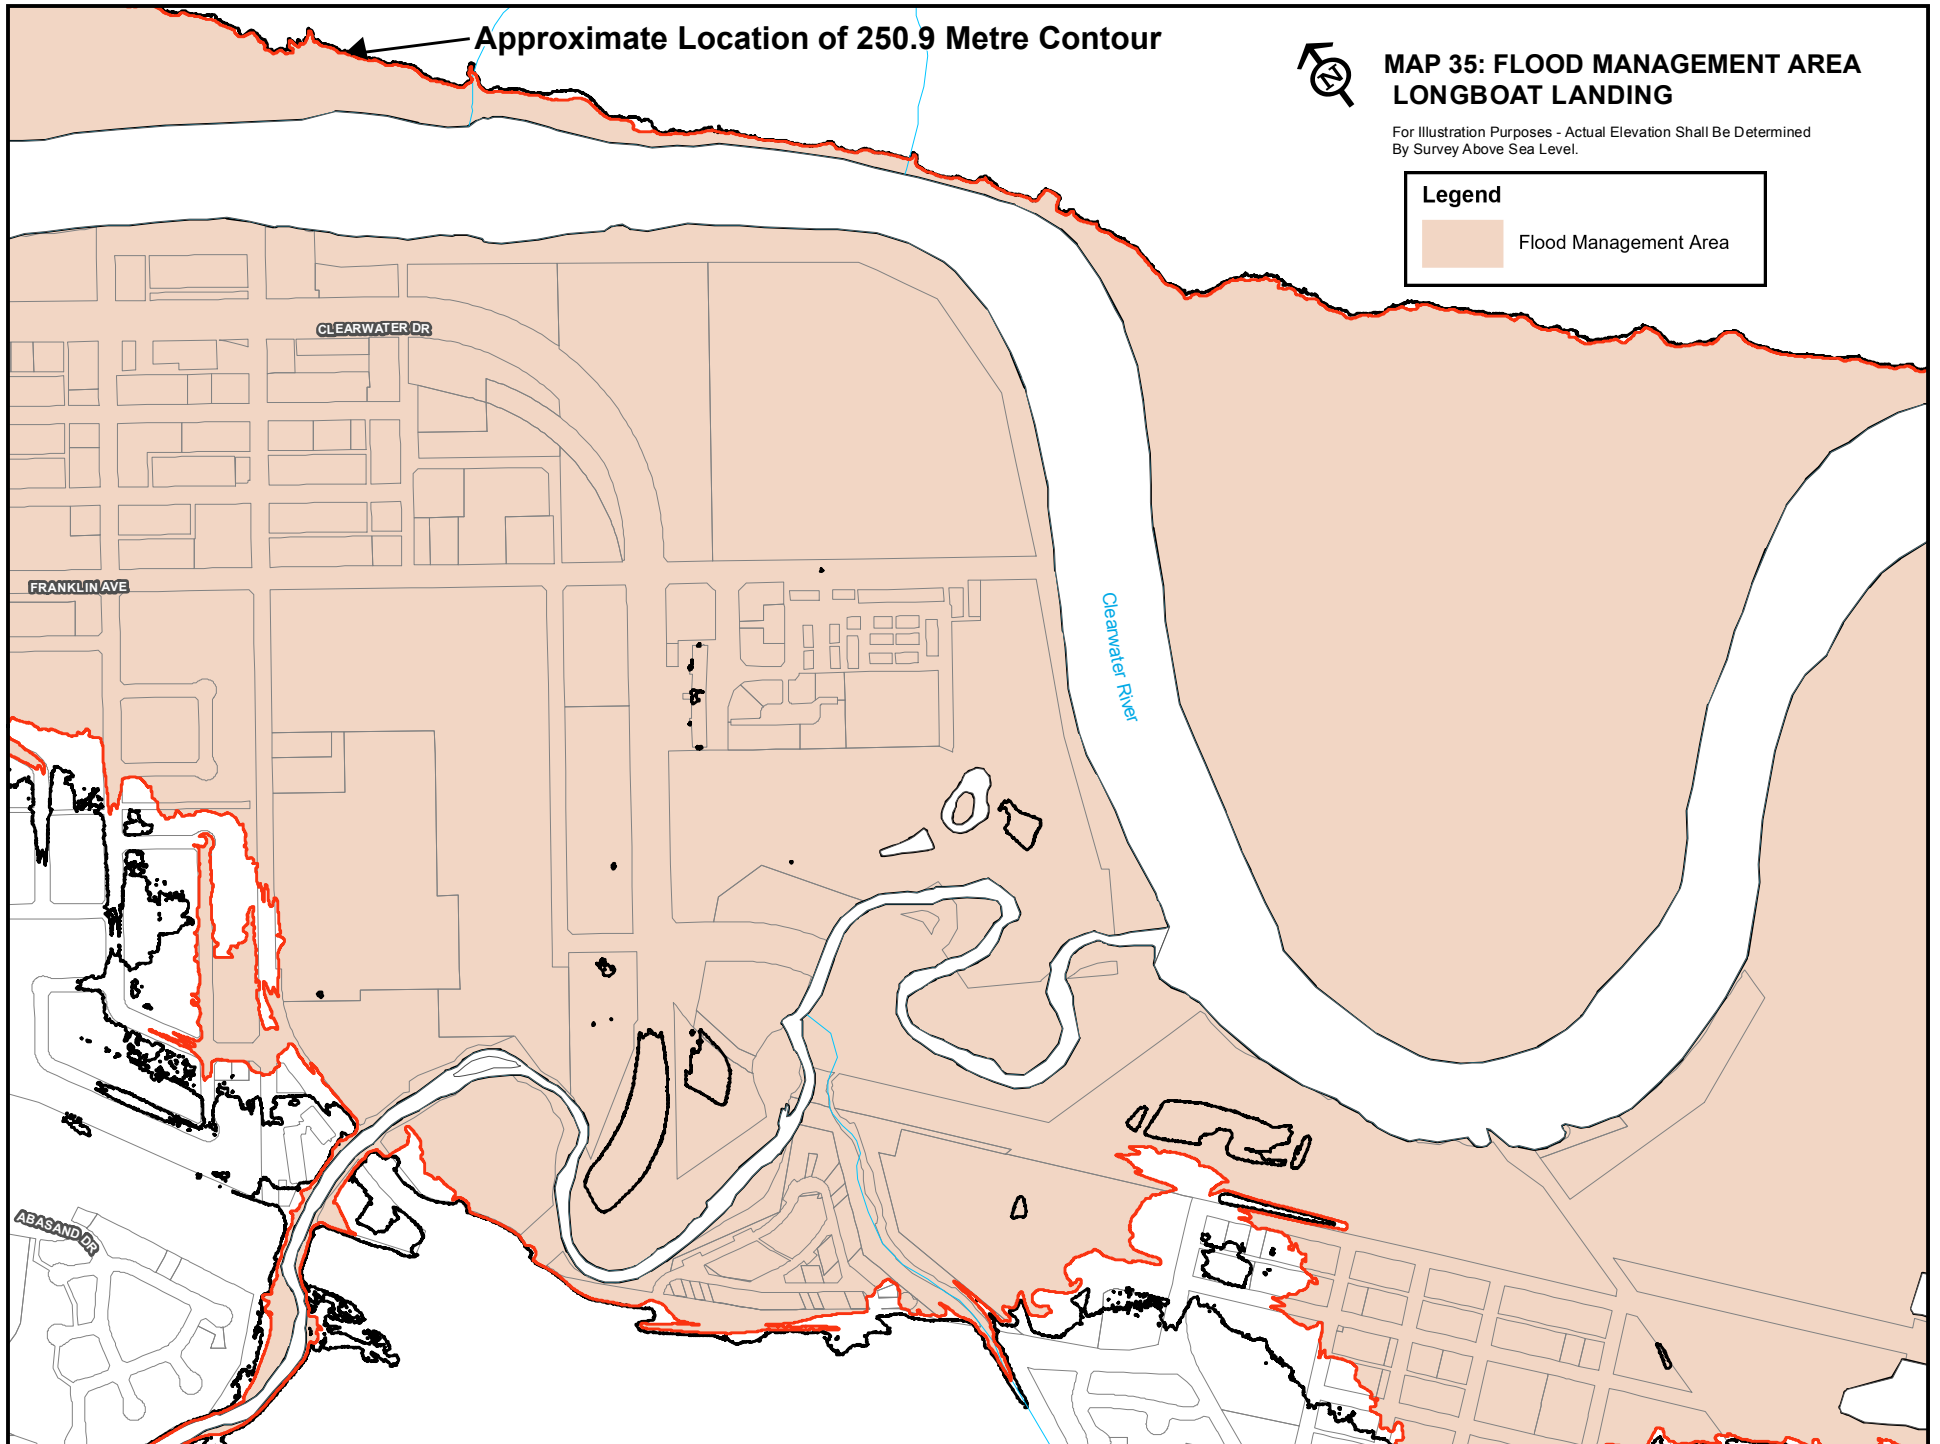 Approximate Location of 250.9 Metre Contour
N
MAP 35: FLOOD MANAGEMENT AREA
LONGBOAT LANDING
For Illustration Purposes - Actual Elevation Shall Be Determined
By Survey Above Sea Level.
Legend
Flood Management Area
CLEARWATER DR
FRANKLIN AVE
Clearwater River
ABASAND DR